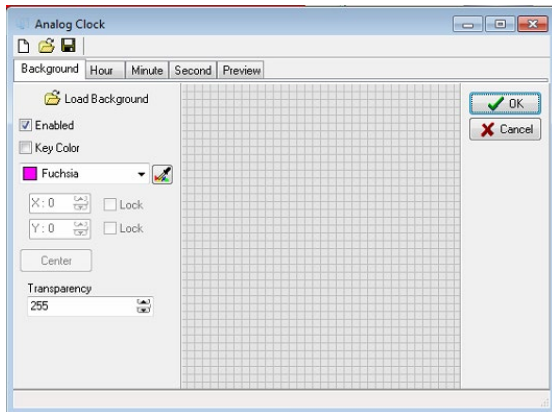 Analog Clock
Background Hour Minute Second Preview
Load Background
OK
Enabled
Cancel
Key Color
Fuchsia
X: 0 Lock
Y: 0 Lock
Center
Transparency
255